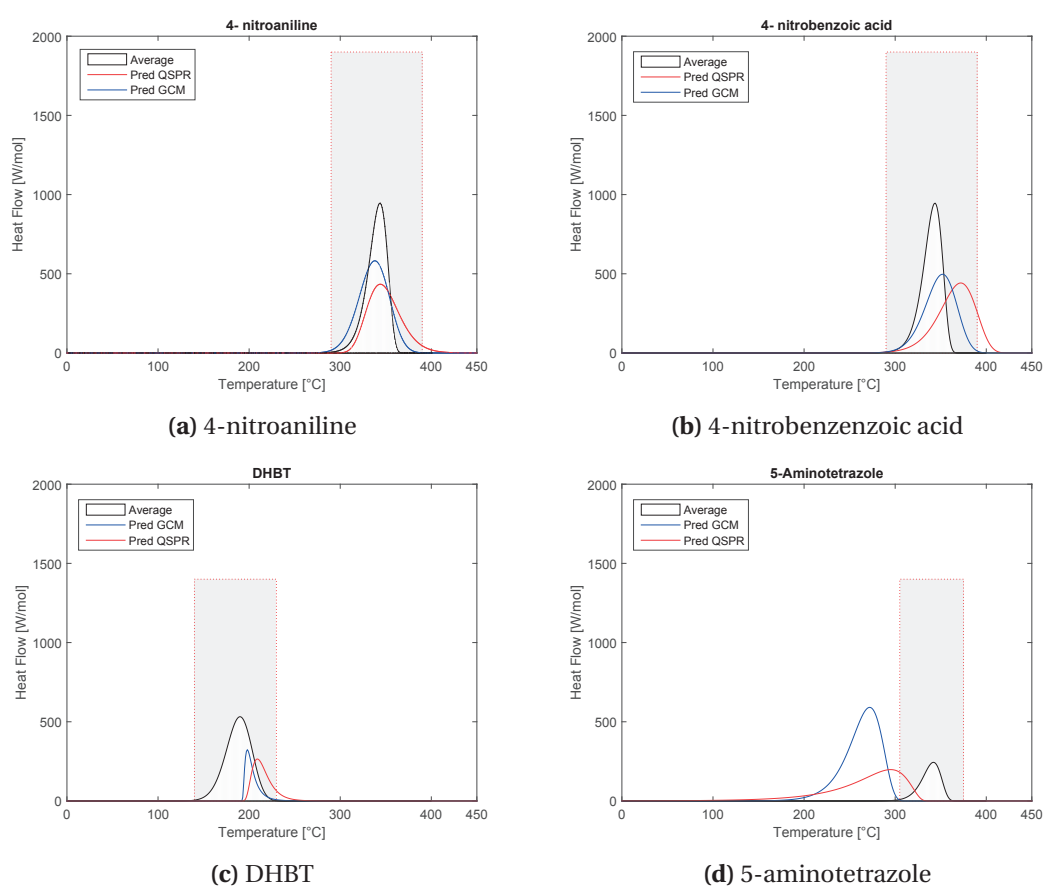 4- nitroaniline
2000
1500
1000
500
0
Heat Flow [W/mol]
Average
Pred QSPR
Pred GCM
0 100 200 300 400 450
Temperature [°C]
(a) 4-nitroaniline
4- nitrobenzoic acid
2000
1500
1000
500
0
Heat Flow [W/mol]
Average
Pred QSPR
Pred GCM
0 100 200 300 400 450
Temperature [°C]
(b) 4-nitrobenzenzoic acid
DHBT
2000
1500
1000
500
0
Heat Flow [W/mol]
Average
Pred GCM
Pred QSPR
0 100 200 300 400 450
Temperature [°C]
(c) DHBT
5-Aminotetrazole
2000
1500
1000
500
0
Heat Flow [W/mol]
Average
Pred GCM
Pred QSPR
0 100 200 300 400 450
Temperature [°C]
(d) 5-aminotetrazole